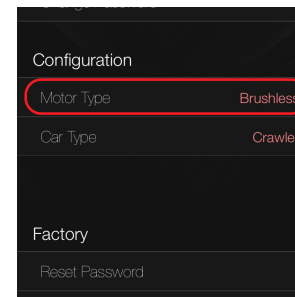 Configuration
Motor Type Brushless
Car Type Crawle
Factory
Reset Password